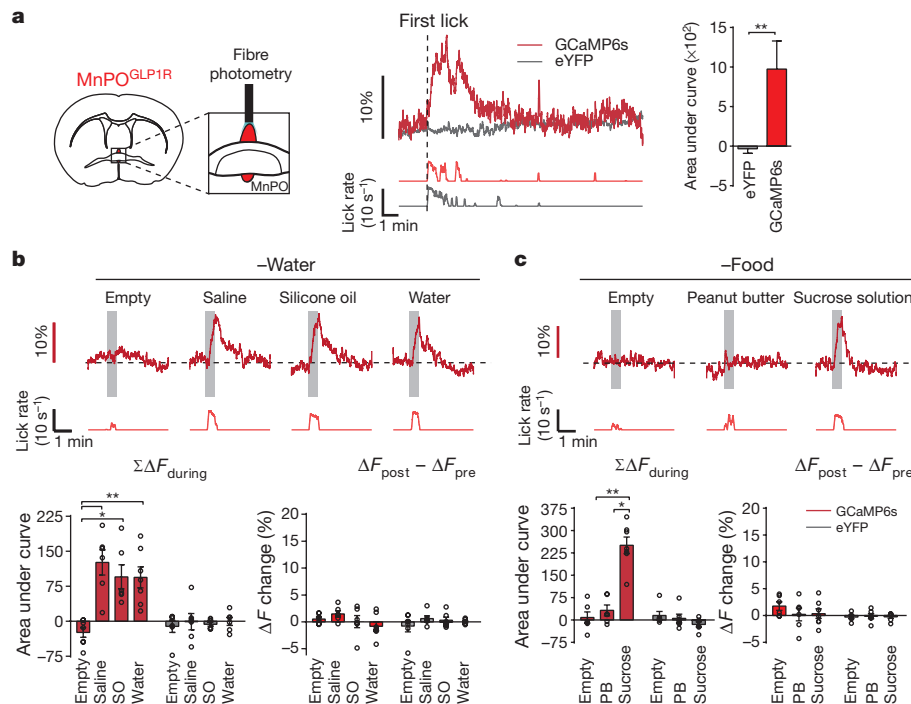 a
MnPO^GLP1R
Fibre
photometry
MnPO
First lick
GCaMP6s
eYFP
10%
Lick rate
(10 s⁻¹)
1 min
Area under curve (×10²)
15
10
5
0
−5
**
eYFP
GCaMP6s
b
–Water
Empty Saline Silicone oil Water
10%
Lick rate
(10 s⁻¹)
1 min
ΣΔF_during
ΔF_post − ΔF_pre
Area under curve
225
150
75
0
−75
**
*
Empty Saline SO Water Empty Saline SO Water
ΔF change (%)
20
15
10
5
0
−5
Empty Saline SO Water Empty Saline SO Water
c
–Food
Empty Peanut butter Sucrose solution
10%
Lick rate
(10 s⁻¹)
1 min
ΣΔF_during
ΔF_post − ΔF_pre
Area under curve
375
300
225
150
75
0
−75
**
*
Empty PB Sucrose Empty PB Sucrose
ΔF change (%)
20
15
10
5
0
−5
GCaMP6s
eYFP
Empty PB Sucrose Empty PB Sucrose